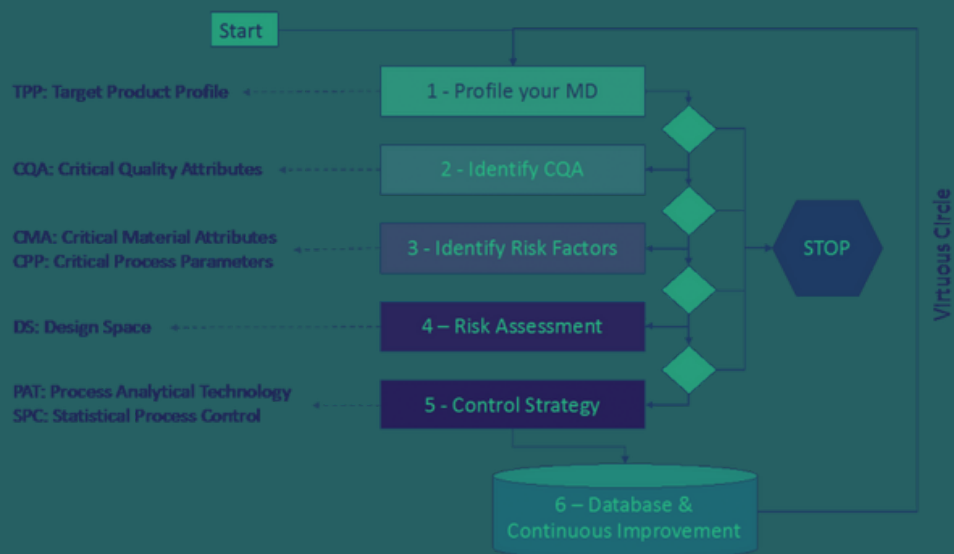 Start
TPP: Target Product Profile
1 - Profile your MD
CQA: Critical Quality Attributes
2 - Identify CQA
CMA: Critical Material Attributes
CPP: Critical Process Parameters
3 - Identify Risk Factors
STOP
Virtuous Circle
DS: Design Space
4 – Risk Assessment
PAT: Process Analytical Technology
SPC: Statistical Process Control
5 - Control Strategy
6 – Database &
Continuous Improvement